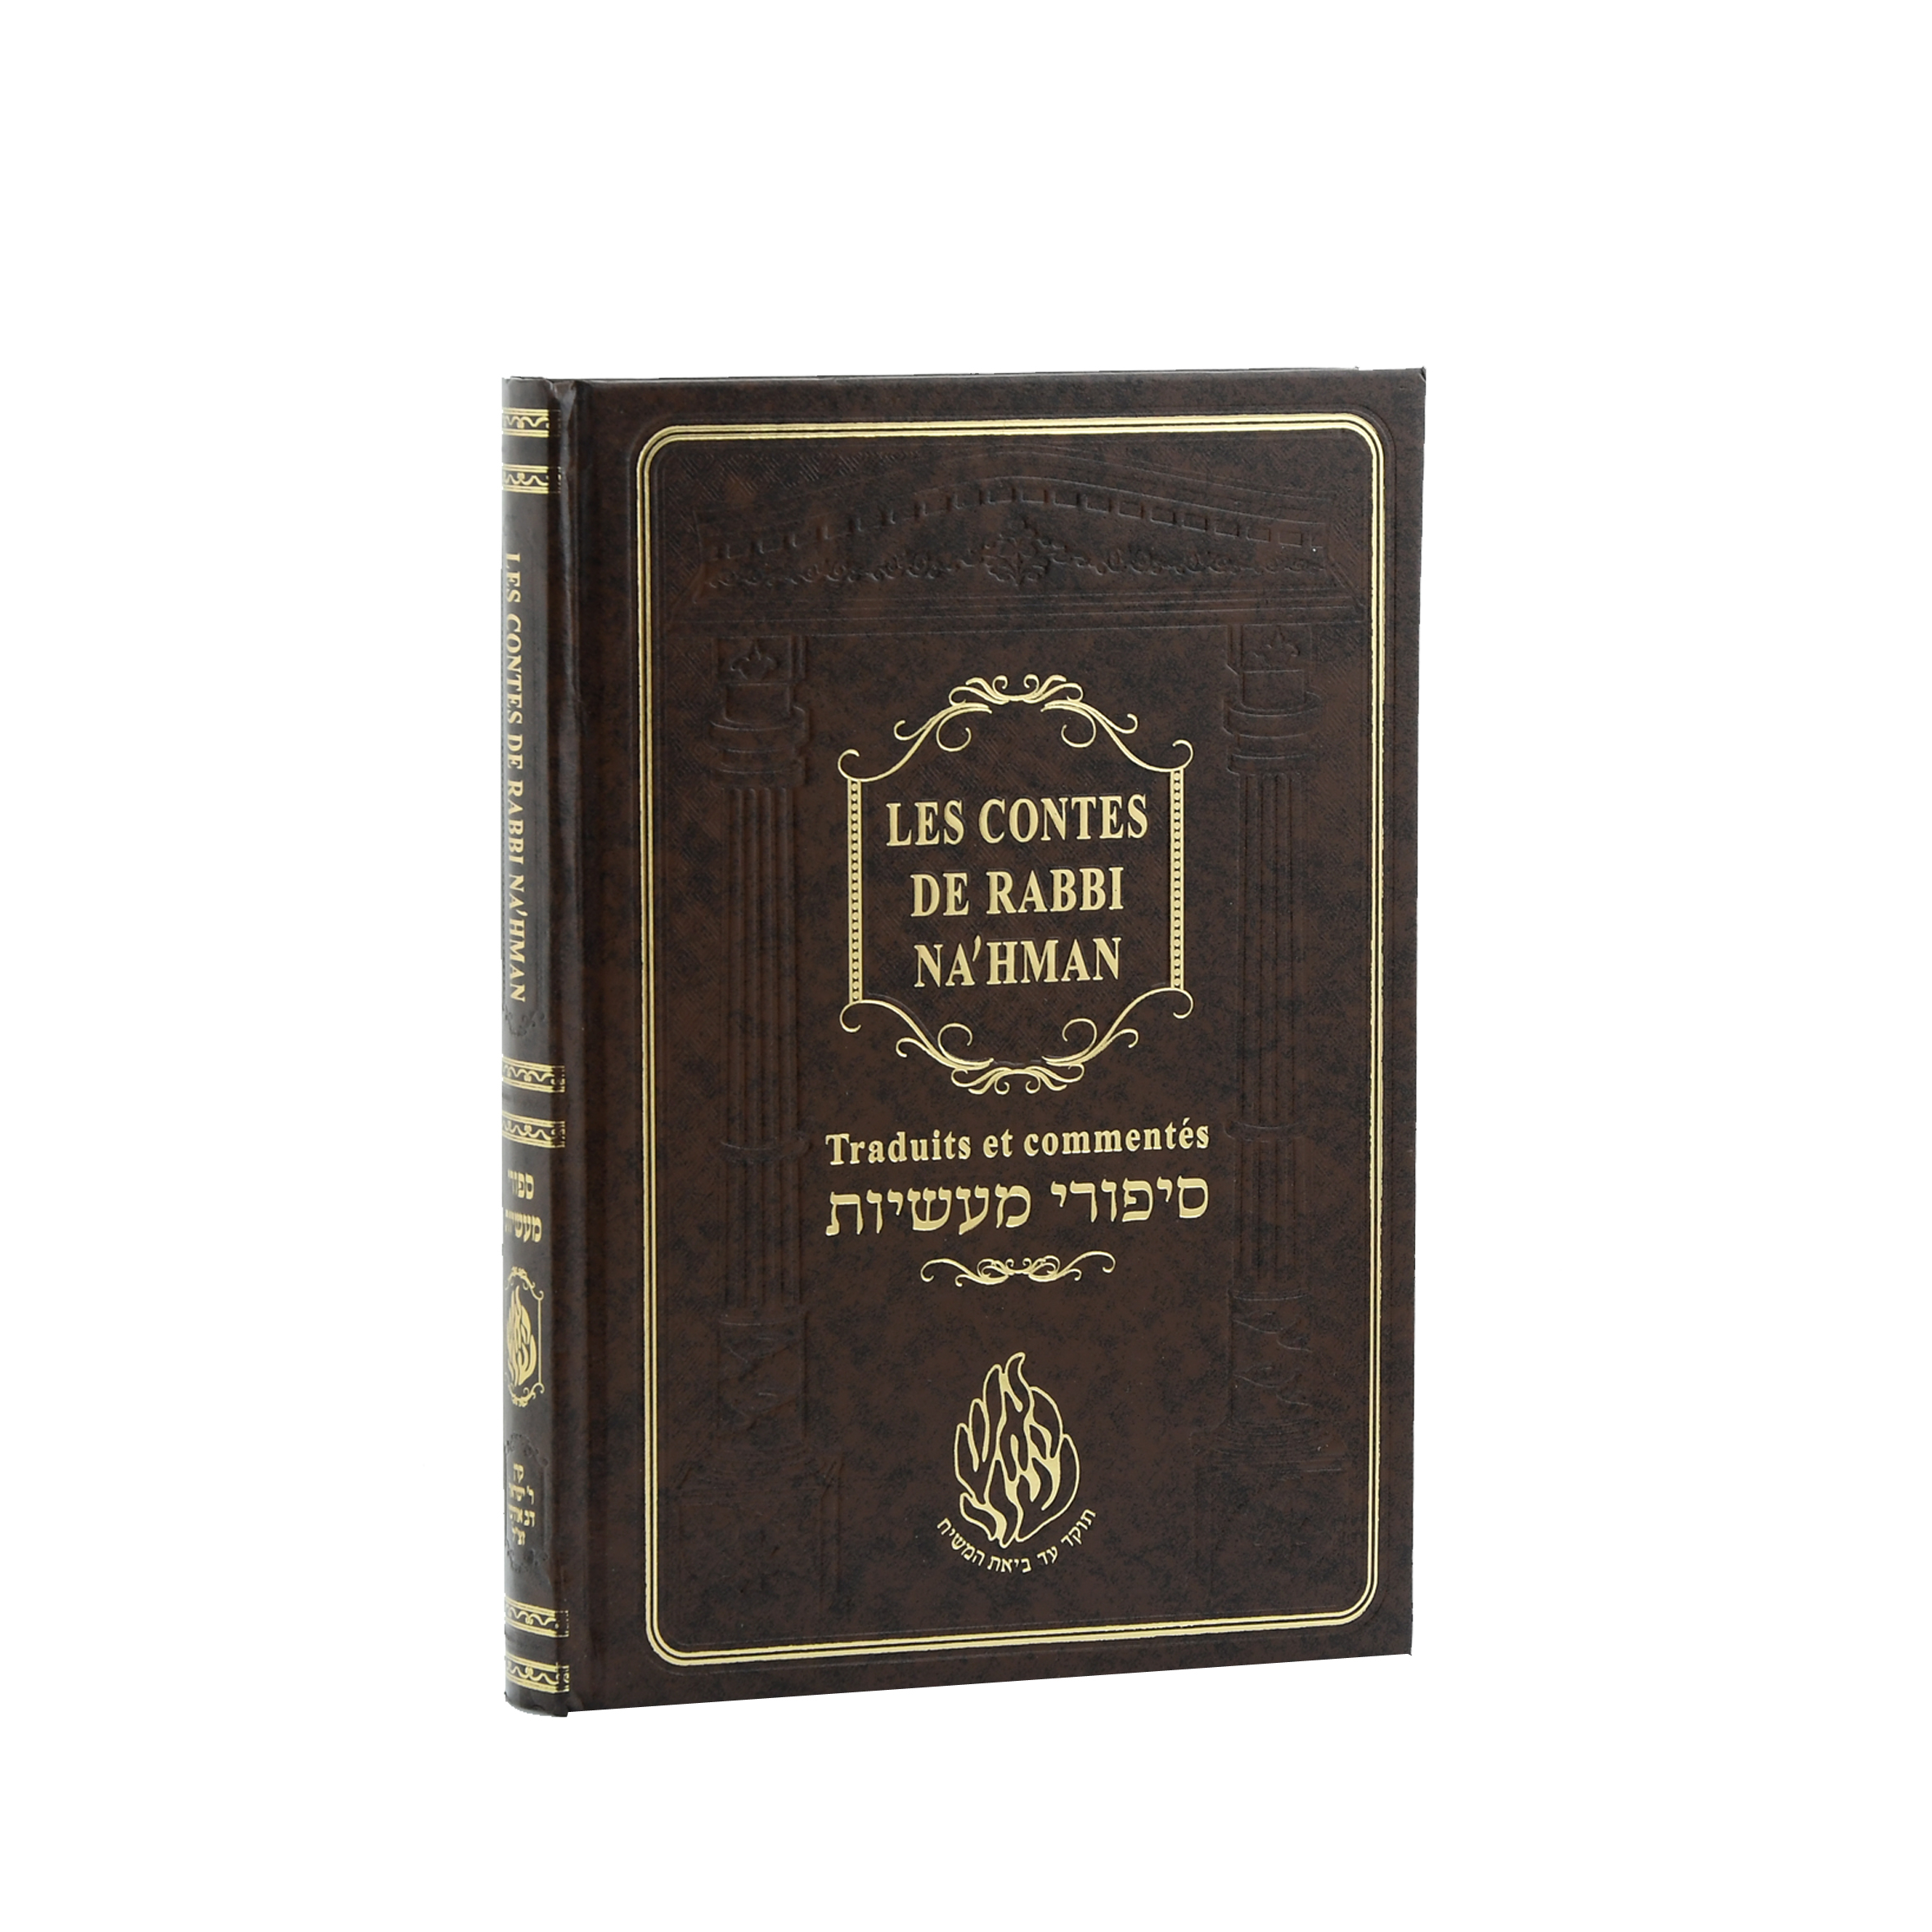 LES CONTES
DE RABBI
NA'HMAN
Traduits et commentés
סיפורי מעשיות
תוקד עד ביאת המשיח
LES CONTES DE RABBI NA'HMAN
ספורי
מעשיות